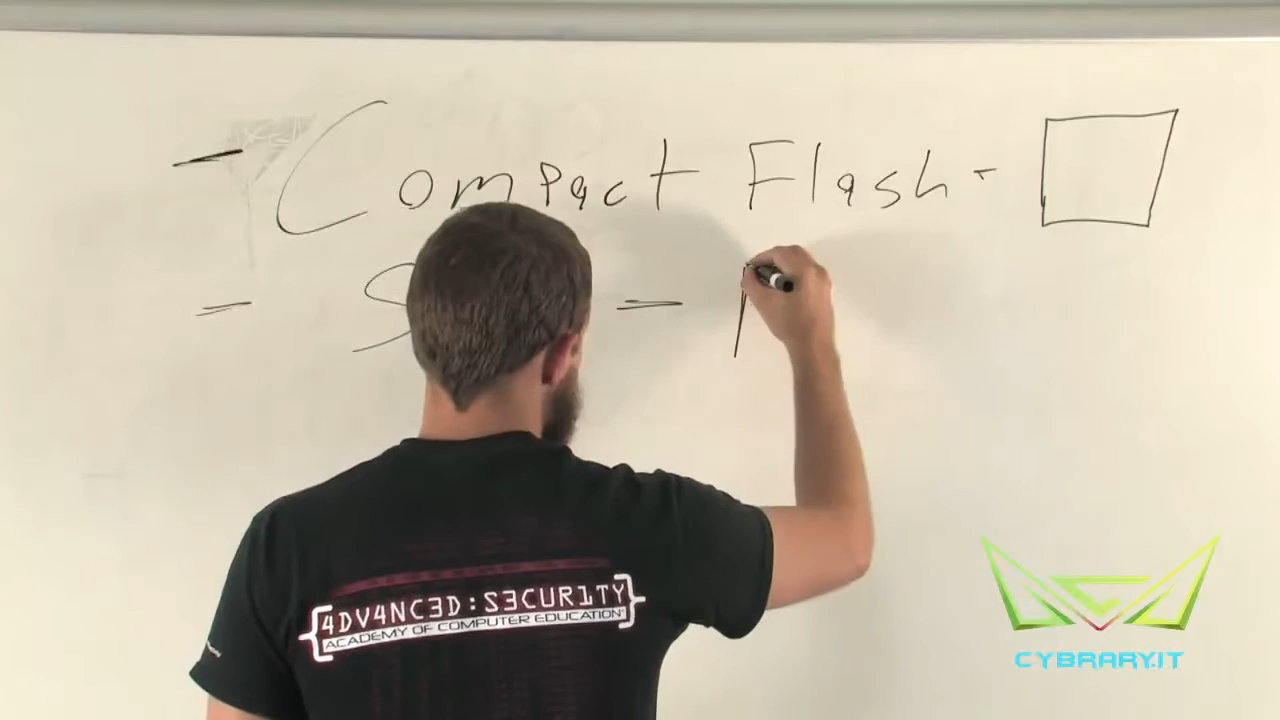 - Compact Flash -
- S -
{4DV4NC3D:S3CUR1TY}
ACADEMY OF COMPUTER EDUCATION
CYBRARY.IT